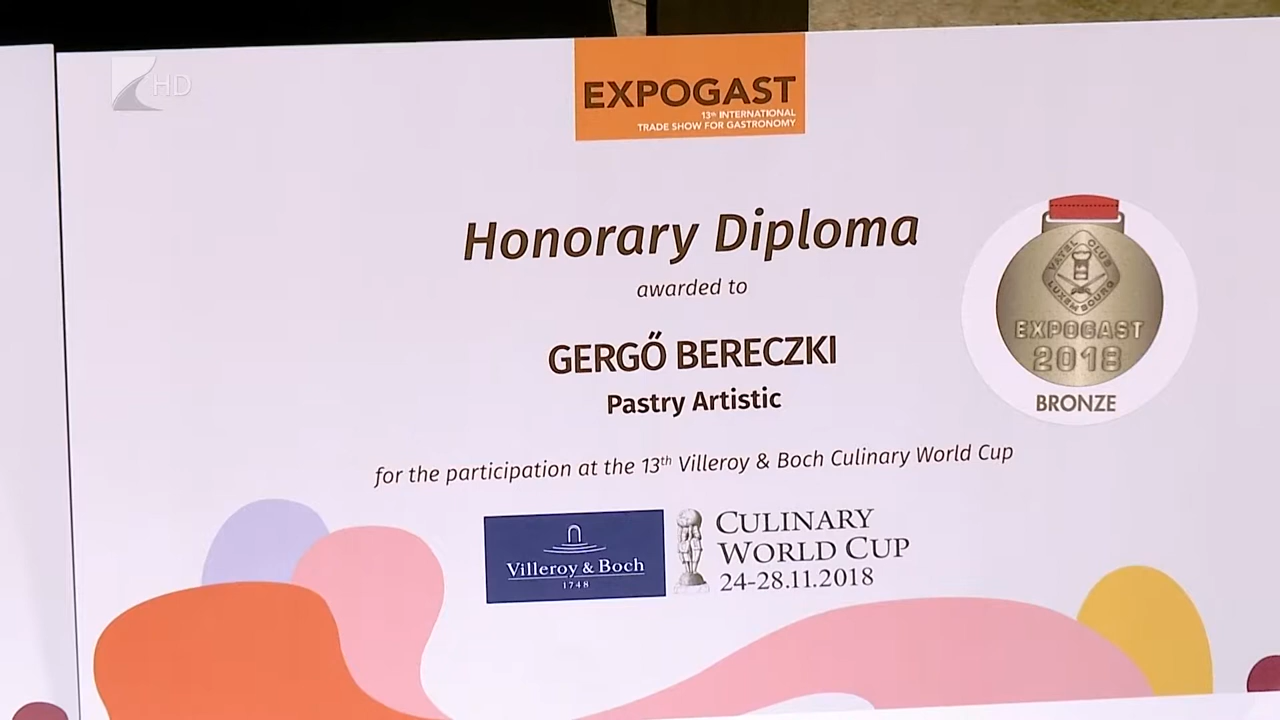 HD
EXPOGAST
13th INTERNATIONAL
TRADE SHOW FOR GASTRONOMY
Honorary Diploma
awarded to
GERGŐ BERECZKI
Pastry Artistic
for the participation at the 13th Villeroy & Boch Culinary World Cup
VATEL CLUB
LUXEMBOURG
EXPOGAST
2018
BRONZE
Villeroy & Boch
1748
CULINARY
WORLD CUP
24-28.11.2018